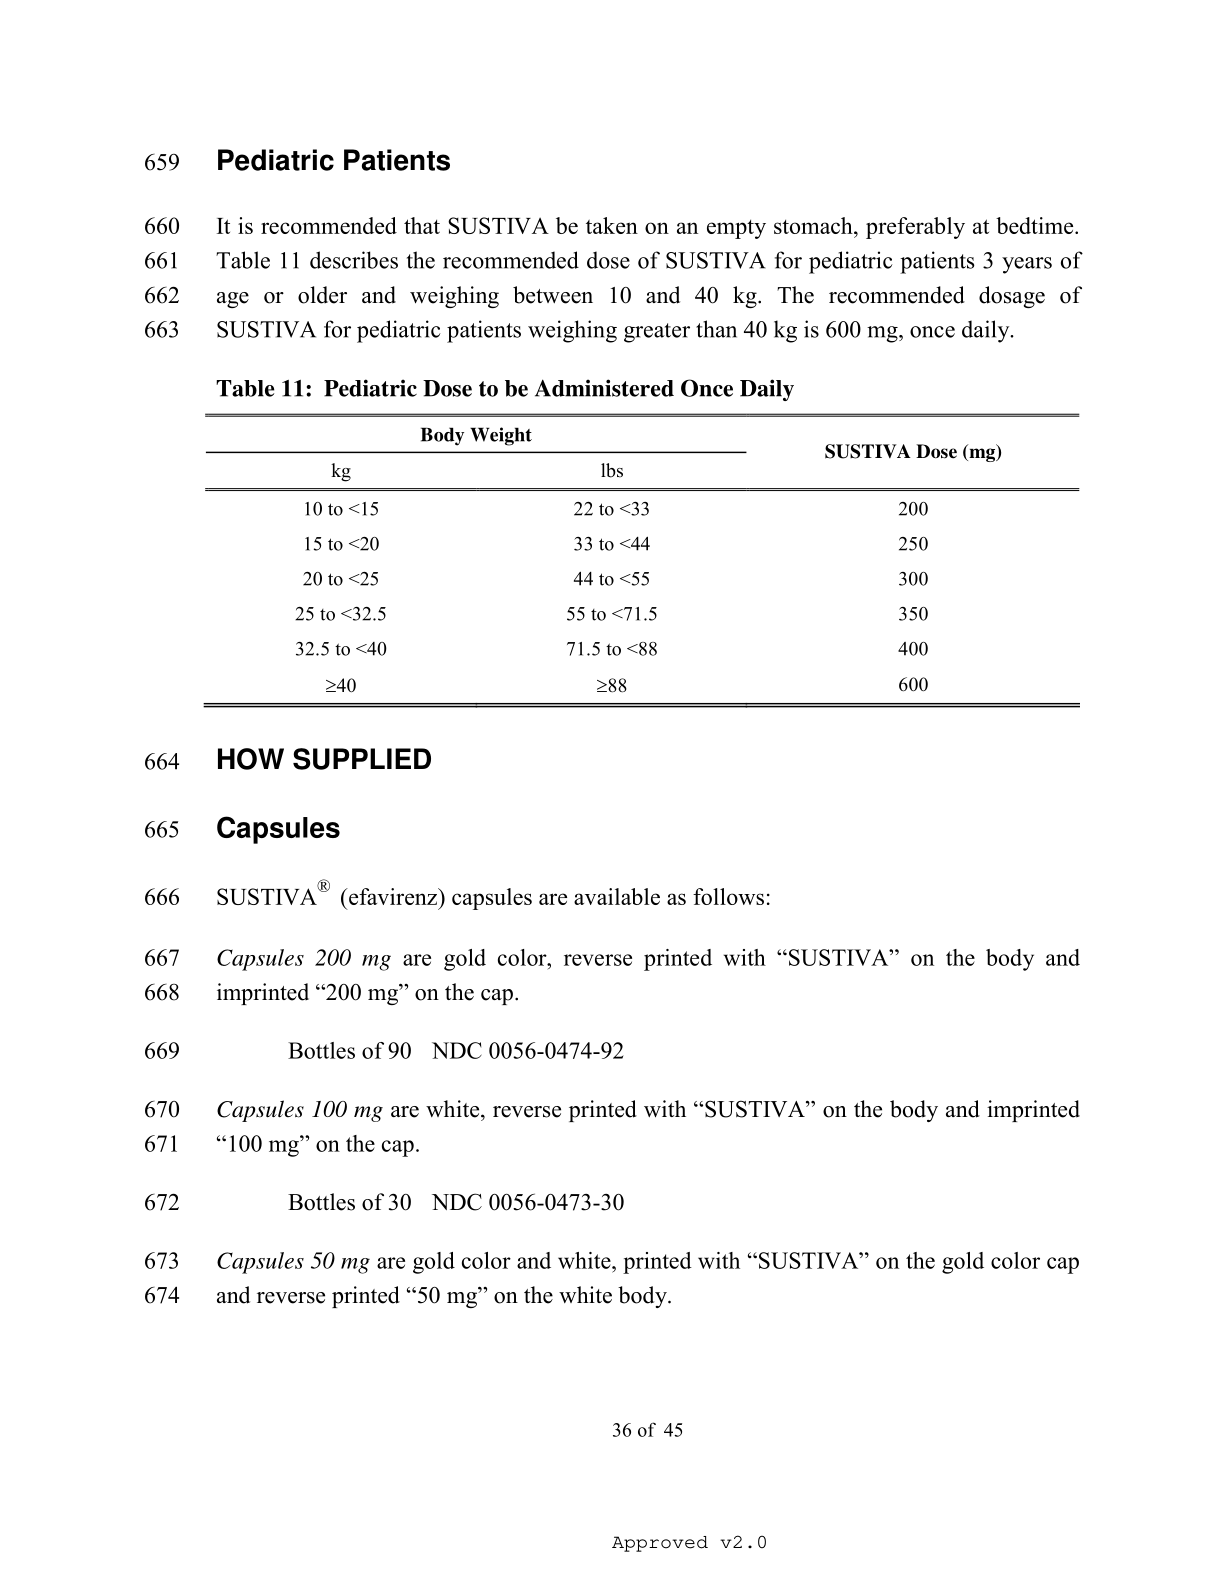 659 Pediatric Patients
660 It is recommended that SUSTIVA be taken on an empty stomach, preferably at bedtime.
661 Table 11 describes the recommended dose of SUSTIVA for pediatric patients 3 years of
662 age or older and weighing between 10 and 40 kg. The recommended dosage of
663 SUSTIVA for pediatric patients weighing greater than 40 kg is 600 mg, once daily.
Table 11: Pediatric Dose to be Administered Once Daily
Body Weight
SUSTIVA Dose (mg)
kg lbs
10 to <15 22 to <33 200
15 to <20 33 to <44 250
20 to <25 44 to <55 300
25 to <32.5 55 to <71.5 350
32.5 to <40 71.5 to <88 400
≥40 ≥88 600
664 HOW SUPPLIED
665 Capsules
666 SUSTIVA® (efavirenz) capsules are available as follows:
667 Capsules 200 mg are gold color, reverse printed with “SUSTIVA” on the body and
668 imprinted “200 mg” on the cap.
669 Bottles of 90 NDC 0056-0474-92
670 Capsules 100 mg are white, reverse printed with “SUSTIVA” on the body and imprinted
671 “100 mg” on the cap.
672 Bottles of 30 NDC 0056-0473-30
673 Capsules 50 mg are gold color and white, printed with “SUSTIVA” on the gold color cap
674 and reverse printed “50 mg” on the white body.
36 of 45
Approved v2.0